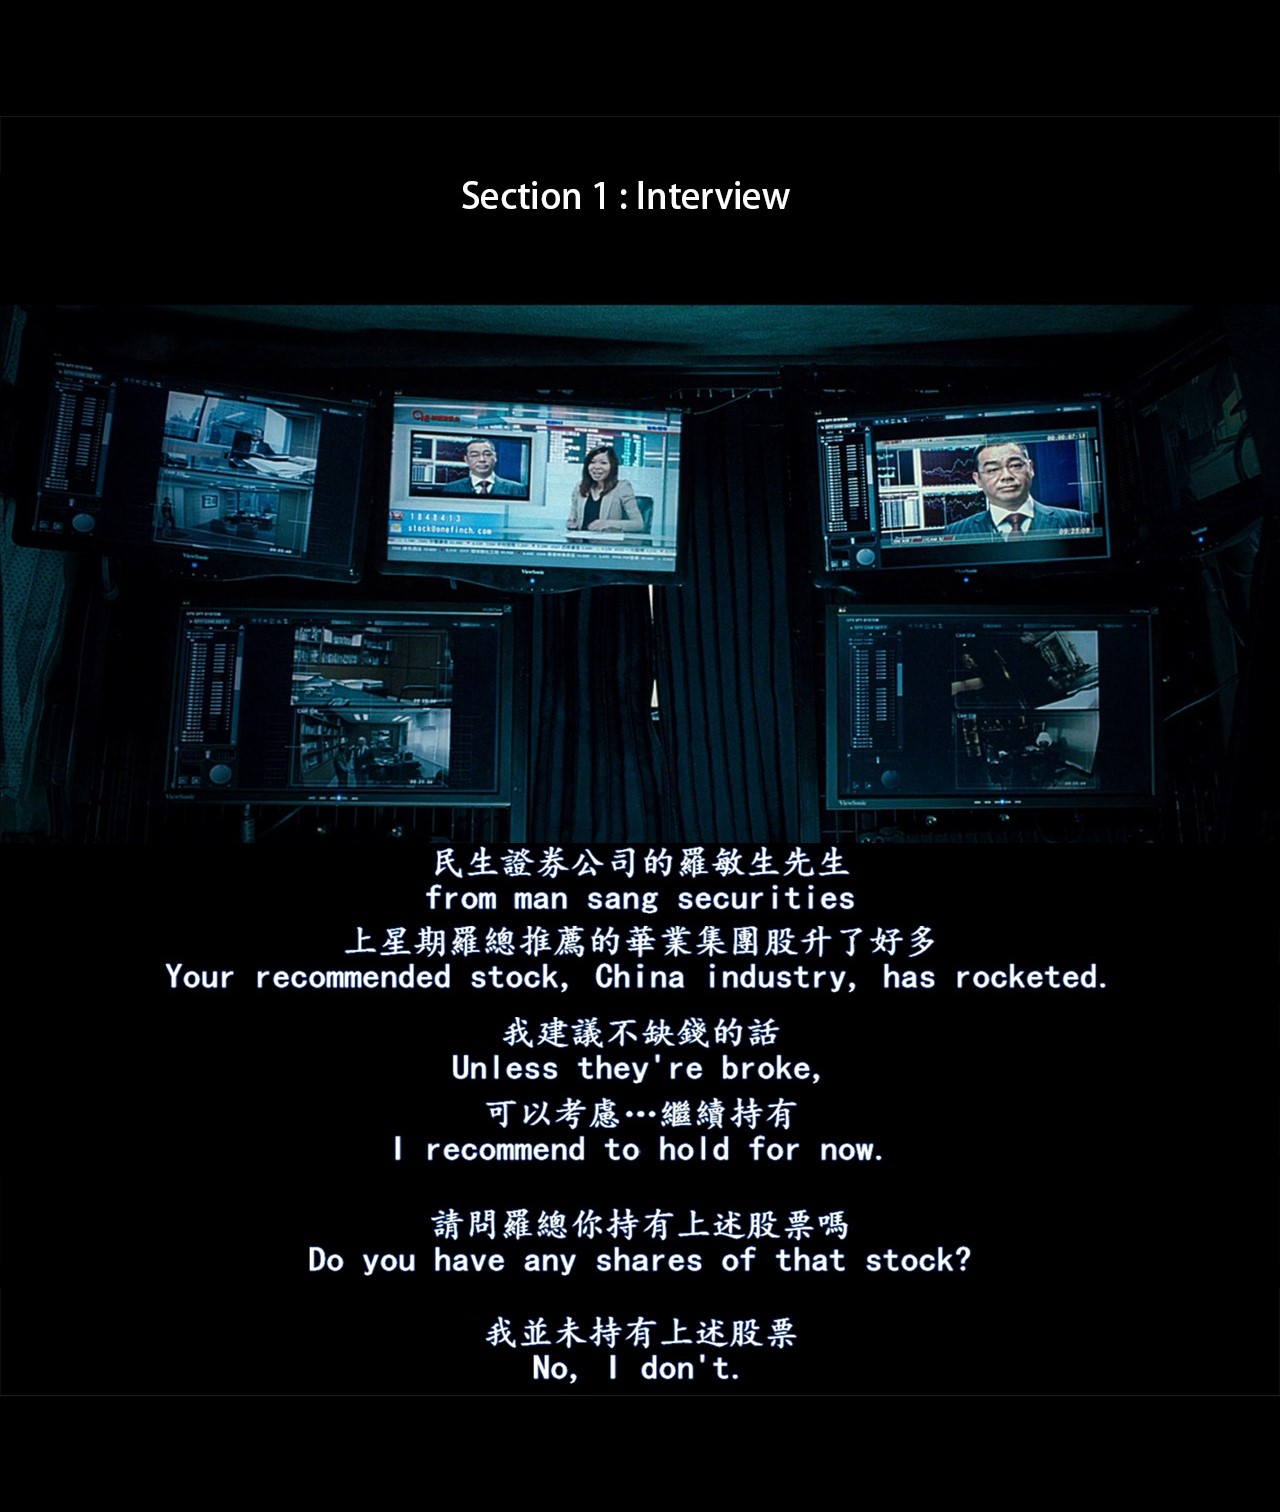 Section 1 : Interview
1848413
stock@onefinch.com
ViewSonic
ViewSonic
ViewSonic
ViewSonic
民生證券公司的羅敏生先生
from man sang securities
上星期羅總推薦的華業集團股升了好多
Your recommended stock, China industry, has rocketed.
我建議不缺錢的話
Unless they're broke,
可以考慮…繼續持有
I recommend to hold for now.
請問羅總你持有上述股票嗎
Do you have any shares of that stock?
我並未持有上述股票
No, I don't.